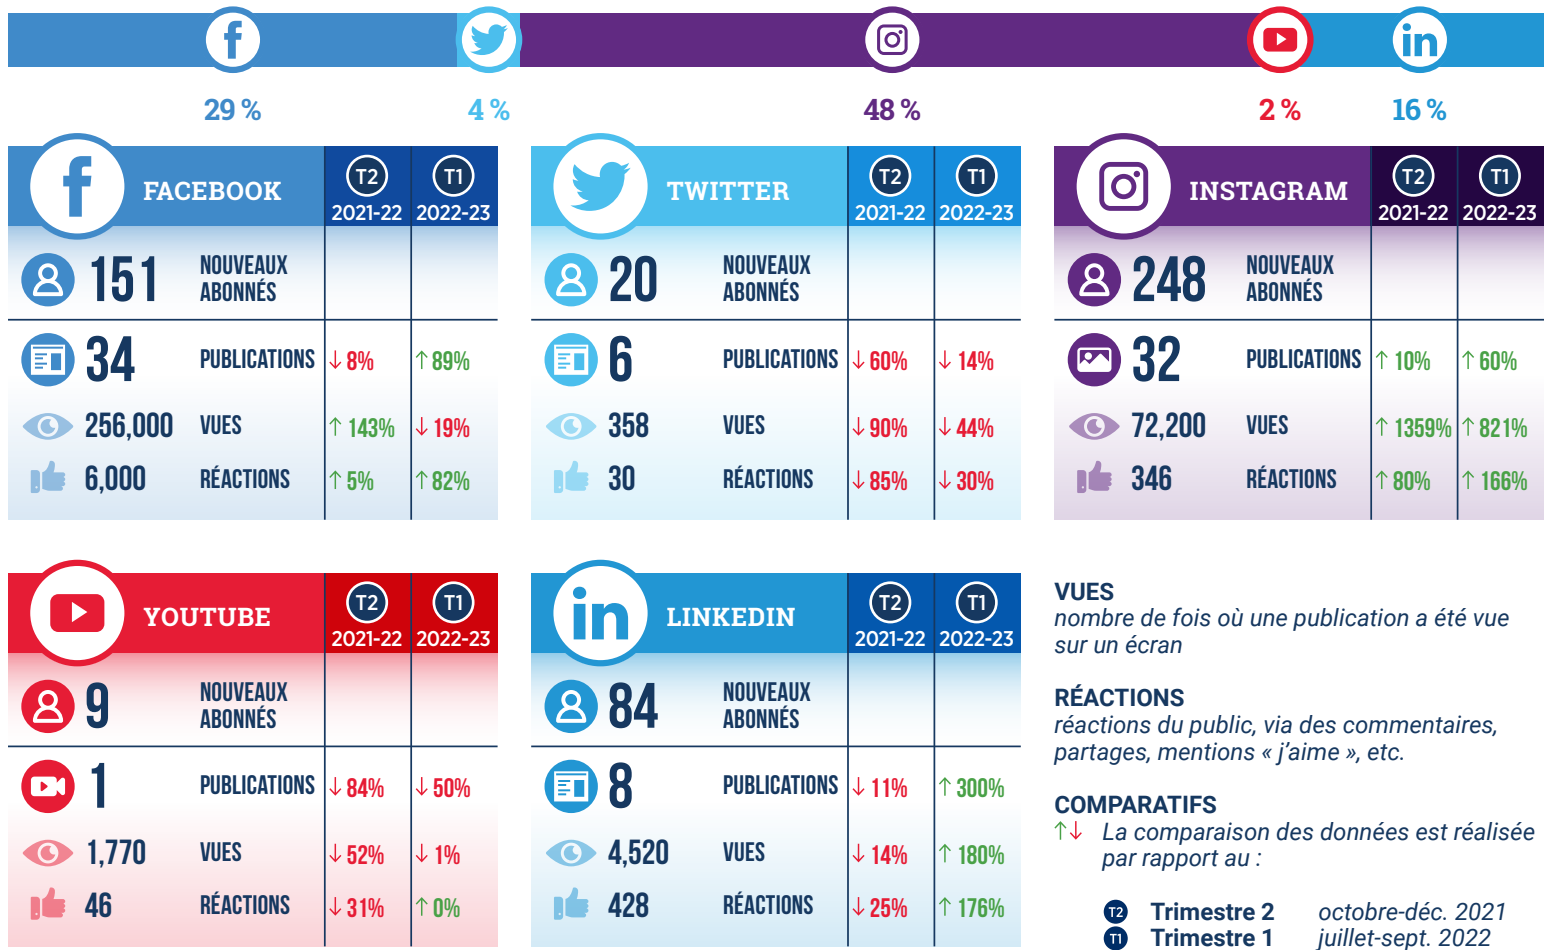 29 %
4 %
48 %
2 %
16 %
FACEBOOK
T2
2021-22
T1
2022-23
151
NOUVEAUX
ABONNÉS
34 PUBLICATIONS ↓ 8% ↑ 89%
256,000 VUES ↑ 143% ↓ 19%
6,000 RÉACTIONS ↑ 5% ↑ 82%
TWITTER
T2
2021-22
T1
2022-23
20
NOUVEAUX
ABONNÉS
6 PUBLICATIONS ↓ 60% ↓ 14%
358 VUES ↓ 90% ↓ 44%
30 RÉACTIONS ↓ 85% ↓ 30%
INSTAGRAM
T2
2021-22
T1
2022-23
248
NOUVEAUX
ABONNÉS
32 PUBLICATIONS ↑ 10% ↑ 60%
72,200 VUES ↑ 1359% ↑ 821%
346 RÉACTIONS ↑ 80% ↑ 166%
YOUTUBE
T2
2021-22
T1
2022-23
9
NOUVEAUX
ABONNÉS
1 PUBLICATIONS ↓ 84% ↓ 50%
1,770 VUES ↓ 52% ↓ 1%
46 RÉACTIONS ↓ 31% ↑ 0%
LINKEDIN
T2
2021-22
T1
2022-23
84
NOUVEAUX
ABONNÉS
8 PUBLICATIONS ↓ 11% ↑ 300%
4,520 VUES ↓ 14% ↑ 180%
428 RÉACTIONS ↓ 25% ↑ 176%
VUES
nombre de fois où une publication a été vue
sur un écran
RÉACTIONS
réactions du public, via des commentaires,
partages, mentions « j’aime », etc.
COMPARATIFS
↑↓ La comparaison des données est réalisée
par rapport au :
T2 Trimestre 2 octobre-déc. 2021
T1 Trimestre 1 juillet-sept. 2022